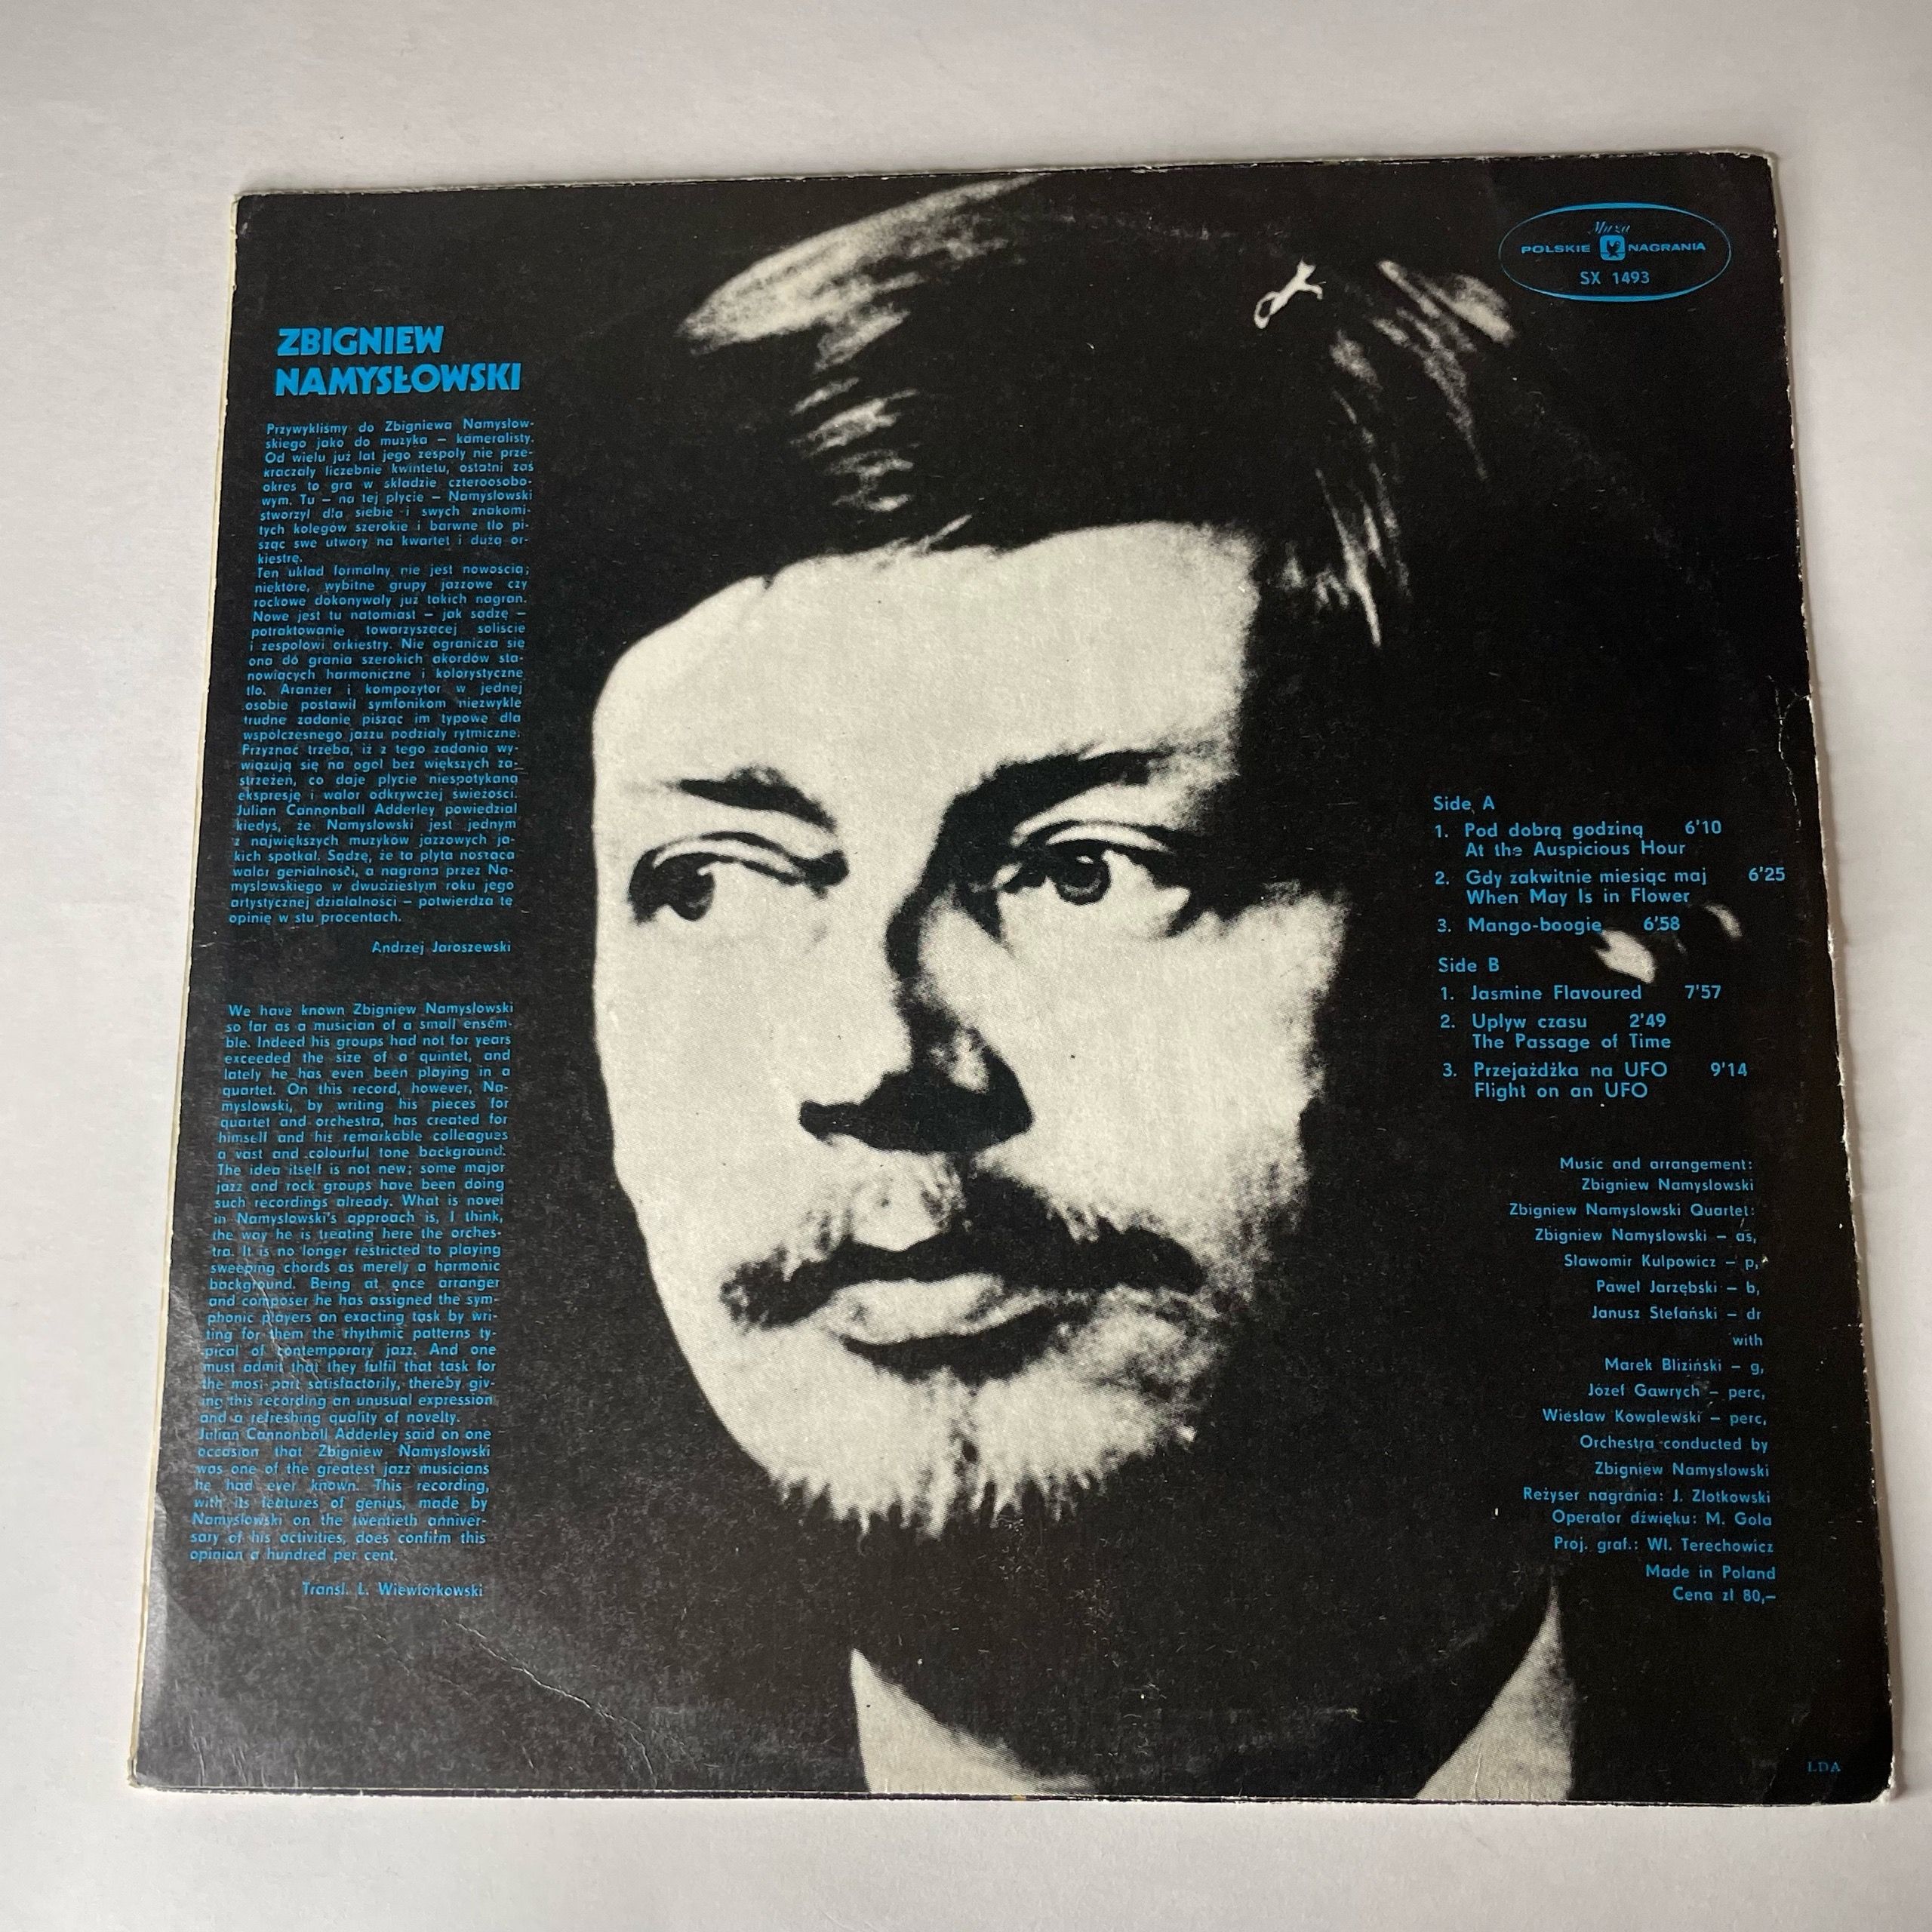 Muza
POLSKIE NAGRANIA
SX 1493
ZBIGNIEW
NAMYSŁOWSKI
Przywykliśmy do Zbigniewa Namysłow-
skiego jako do muzyka – kameralisty.
Od wielu już lat jego zespoły nie prze-
kraczały liczebnie kwintetu, ostatni zaś
okres to gra w składzie czteroosobo-
wym. Tu – na tej płycie – Namysłowski
stworzył dla siebie i swych znakomi-
tych kolegów szerokie i barwne tło pi-
sząc swe utwory na kwartet i dużą or-
kiestrę.
Ten układ formalny nie jest nowością;
niektóre, wybitne grupy jazzowe czy
rockowe dokonywały już takich nagrań.
Nowe jest tu natomiast – jak sądzę –
potraktowanie towarzyszącej soliście
i zespołowi orkiestry. Nie ogranicza się
ona do grania szerokich akordów sta-
nowiących harmoniczne i kolorystyczne
tło. Aranżer i kompozytor w jednej
osobie postawił symfonikom niezwykle
trudne zadanie pisząc im typowe dla
współczesnego jazzu podziały rytmiczne.
Przyznać trzeba, iż z tego zadania wy-
wiązują się na ogół bez większych za-
strzeżeń, co daje płycie niespotykaną
ekspresję i walor odkrywczej świeżości.
Julian Cannonball Adderley powiedział
kiedyś, że Namysłowski jest jednym
z największych muzyków jazzowych ja-
kich spotkał. Sądzę, że ta płyta nosząca
walor genialności, a nagrana przez Na-
mysłowskiego w dwudziestym roku jego
artystycznej działalności – potwierdza tę
opinię w stu procentach.
Andrzej Jaroszewski
We have known Zbigniew Namysłowski
so far as a musician of a small ensem-
ble. Indeed his groups had not for years
exceeded the size of a quintet, and
lately he has even been playing in a
quartet. On this record, however, Na-
mysłowski, by writing his pieces for
quartet and orchestra, has created for
himself and his remarkable colleagues
a vast and colourful tone background.
The idea itself is not new; some major
jazz and rock groups have been doing
such recordings already. What is novel
in Namysłowski's approach is, I think,
the way he is treating here the orches-
tra. It is no longer restricted to playing
sweeping chords as merely a harmonic
background. Being at once arranger
and composer he has assigned the sym-
phonic players an exacting task by wri-
ting for them the rhythmic patterns ty-
pical of contemporary jazz. And one
must admit that they fulfil that task for
the most part satisfactorily, thereby giv-
ing this recording an unusual expression
and a refreshing quality of novelty.
Julian Cannonball Adderley said on one
occasion that Zbigniew Namysłowski
was one of the greatest jazz musicians
he had ever known. This recording,
with its features of genius, made by
Namysłowski on the twentieth anniver-
sary of his activities, does confirm this
opinion a hundred per cent.
Transl. L. Wiewiorkowski
Side A
1. Pod dobrą godziną 6'10
At the Auspicious Hour
2. Gdy zakwitnie miesiąc maj 6'25
When May Is in Flower
3. Mango-boogie 6'58
Side B
1. Jasmine Flavoured 7'57
2. Upływ czasu 2'49
The Passage of Time
3. Przejażdżka na UFO 9'14
Flight on an UFO
Music and arrangement:
Zbigniew Namysłowski
Zbigniew Namysłowski Quartet:
Zbigniew Namysłowski – as,
Sławomir Kulpowicz – p,
Paweł Jarzębski – b,
Janusz Stefański – dr
with
Marek Bliziński – g,
Józef Gawrych – perc,
Wiesław Kowalewski – perc,
Orchestra conducted by
Zbigniew Namysłowski
Reżyser nagrania: J. Złotkowski
Operator dźwięku: M. Gola
Proj. graf.: Wł. Terechowicz
Made in Poland
Cena zł 80,–
LDA